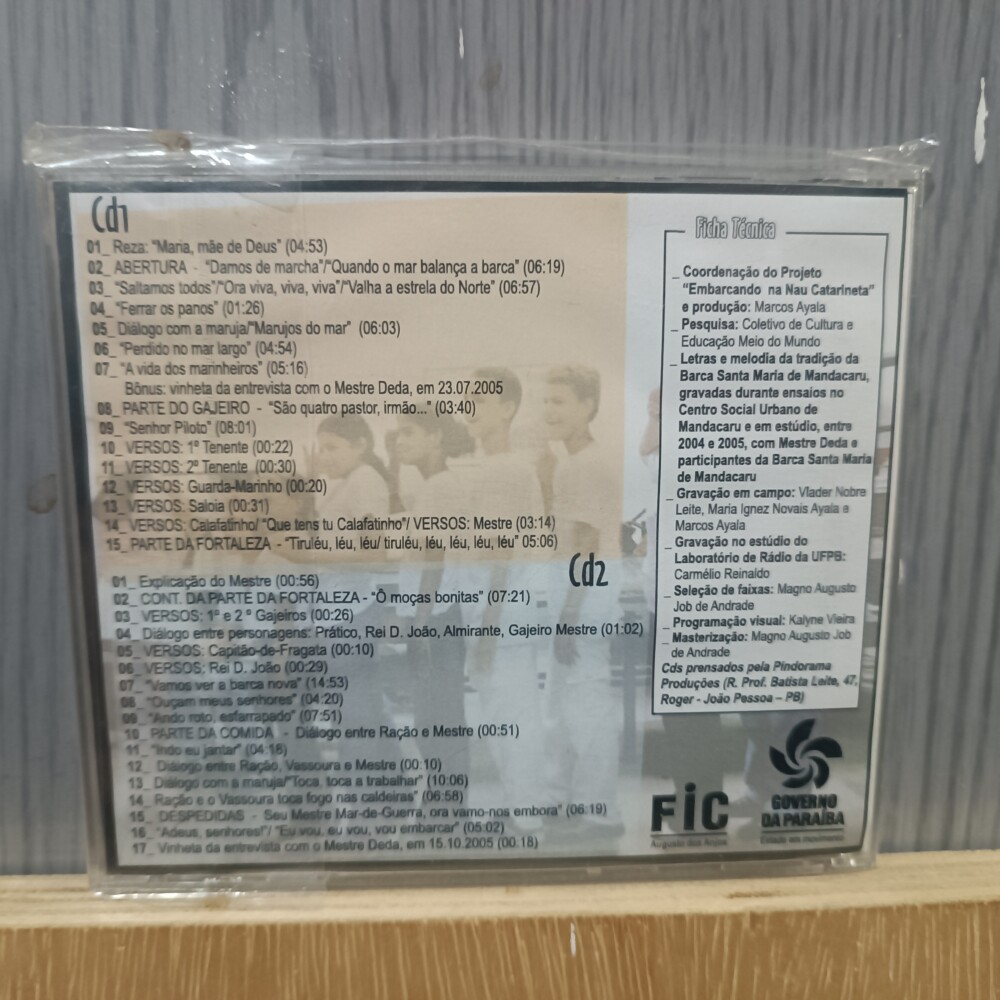 Cd1
01_ Reza: "Maria, mãe de Deus" (04:53)
02_ ABERTURA - "Damos de marcha"/"Quando o mar balança a barca" (06:19)
03_ "Saltamos todos"/"Ora viva, viva, viva"/"Valha a estrela do Norte" (06:57)
04_ "Ferrar os panos" (01:26)
05_ Diálogo com a maruja/"Marujos do mar" (06:03)
06_ "Perdido no mar largo" (04:54)
07_ "A vida dos marinheiros" (05:16)
Bônus: vinheta da entrevista com o Mestre Deda, em 23.07.2005
08_ PARTE DO GAJEIRO - "São quatro pastor, irmão..." (03:40)
09_ "Senhor Piloto" (08:01)
10_ VERSOS: 1º Tenente (00:22)
11_ VERSOS: 2º Tenente (00:30)
12_ VERSOS: Guarda-Marinho (00:20)
13_ VERSOS: Saloia (00:31)
14_ VERSOS: Calafatinho/ "Que tens tu Calafatinho"/ VERSOS: Mestre (03:14)
15_ PARTE DA FORTALEZA - "Tiruléu, léu, léu/ tiruléu, léu, léu, léu, léu" 05:06)
Cd2
01_ Explicação do Mestre (00:56)
02_ CONT. DA PARTE DA FORTALEZA - "Ô moças bonitas" (07:21)
03_ VERSOS: 1º e 2 º Gajeiros (00:26)
04_ Diálogo entre personagens: Prático, Rei D. João, Almirante, Gajeiro Mestre (01:02)
05_ VERSOS: Capitão-de-Fragata (00:10)
06_ VERSOS: Rei D. João (00:29)
07_ "Vamos ver a barca nova" (14:53)
08_ "Ouçam meus senhores" (04:20)
09_ "Ando roto, esfarrapado" (07:51)
10_ PARTE DA COMIDA - Diálogo entre Ração e Mestre (00:51)
11_ "Indo eu jantar" (04:18)
12_ Diálogo entre Ração, Vassoura e Mestre (00:10)
13_ Diálogo com a maruja/"Toca, toca a trabalhar" (10:06)
14_ Ração e o Vassoura toca fogo nas caldeiras" (06:58)
15_ DESPEDIDAS - Seu Mestre Mar-de-Guerra, ora vamo-nos embora" (06:19)
16_ "Adeus, senhores!"/ "Eu vou, eu vou, vou embarcar" (05:02)
17_ Vinheta da entrevista com o Mestre Deda, em 15.10.2005 (00:18)
Ficha Técnica
_ Coordenação do Projeto
"Embarcando na Nau Catarineta"
e produção: Marcos Ayala
_ Pesquisa: Coletivo de Cultura e
Educação Meio do Mundo
_ Letras e melodia da tradição da
Barca Santa Maria de Mandacaru,
gravadas durante ensaios no
Centro Social Urbano de
Mandacaru e em estúdio, entre
2004 e 2005, com Mestre Deda e
participantes da Barca Santa Maria
de Mandacaru
_ Gravação em campo: Vlader Nobre
Leite, Maria Ignez Novais Ayala e
Marcos Ayala
_ Gravação no estúdio do
Laboratório de Rádio da UFPB:
Carmélio Reinaldo
_ Seleção de faixas: Magno Augusto
Job de Andrade
_ Programação visual: Kalyne Vieira
_ Masterização: Magno Augusto Job
de Andrade
Cds prensados pela Pindorama
Produções (R. Prof. Batista Leite, 47,
Roger - João Pessoa – PB)
FiC
Augusto dos Anjos
GOVERNO
DA PARAÍBA
Estado em movimento